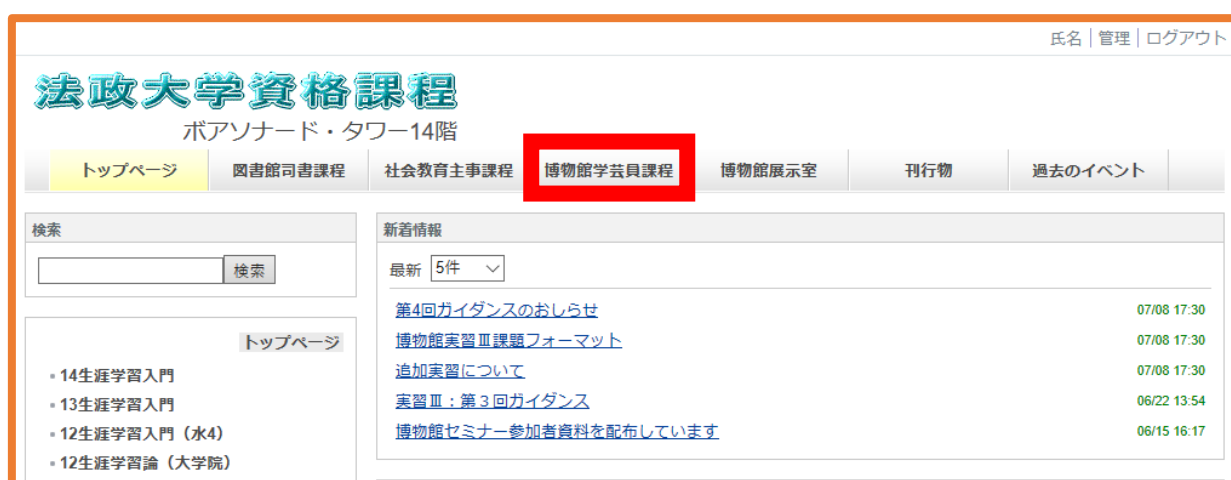 氏名 | 管理 | ログアウト
法政大学資格課程
ボアソナード・タワー14階
トップページ 図書館司書課程 社会教育主事課程 博物館学芸員課程 博物館展示室 刊行物 過去のイベント
検索
検索
トップページ
14生涯学習入門
13生涯学習入門
12生涯学習入門（水4）
12生涯学習論（大学院）
新着情報
最新 5件
第4回ガイダンスのおしらせ 07/08 17:30
博物館実習Ⅲ課題フォーマット 07/08 17:30
追加実習について 07/08 17:30
実習Ⅲ：第３回ガイダンス 06/22 13:54
博物館セミナー参加者資料を配布しています 06/15 16:17